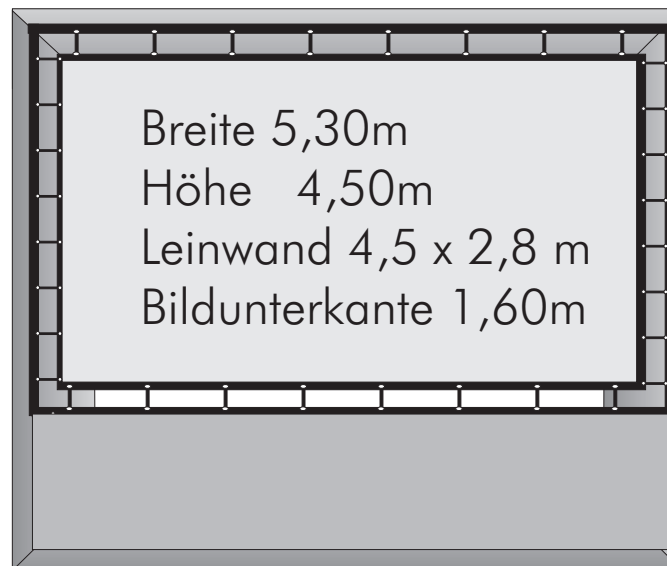 Breite 5,30m
Höhe 4,50m
Leinwand 4,5 x 2,8 m
Bildunterkante 1,60m